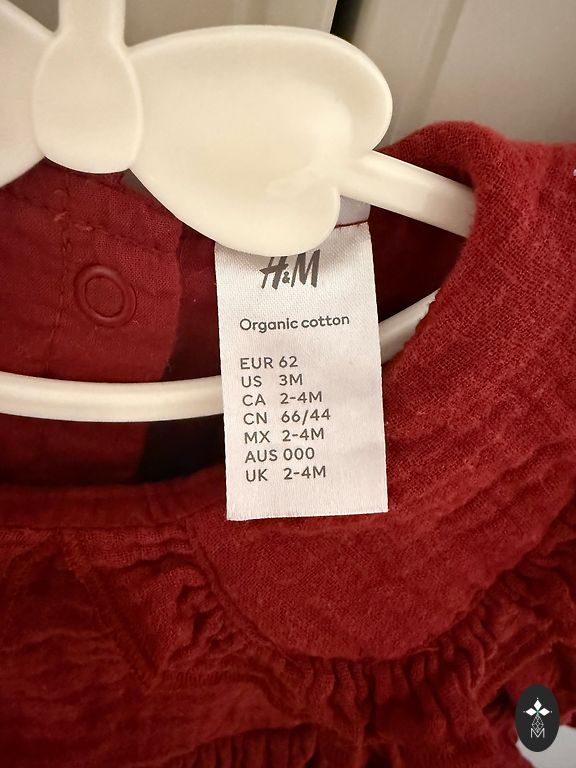 H&M
Organic cotton
EUR 62
US 3M
CA 2-4M
CN 66/44
MX 2-4M
AUS 000
UK 2-4M
M